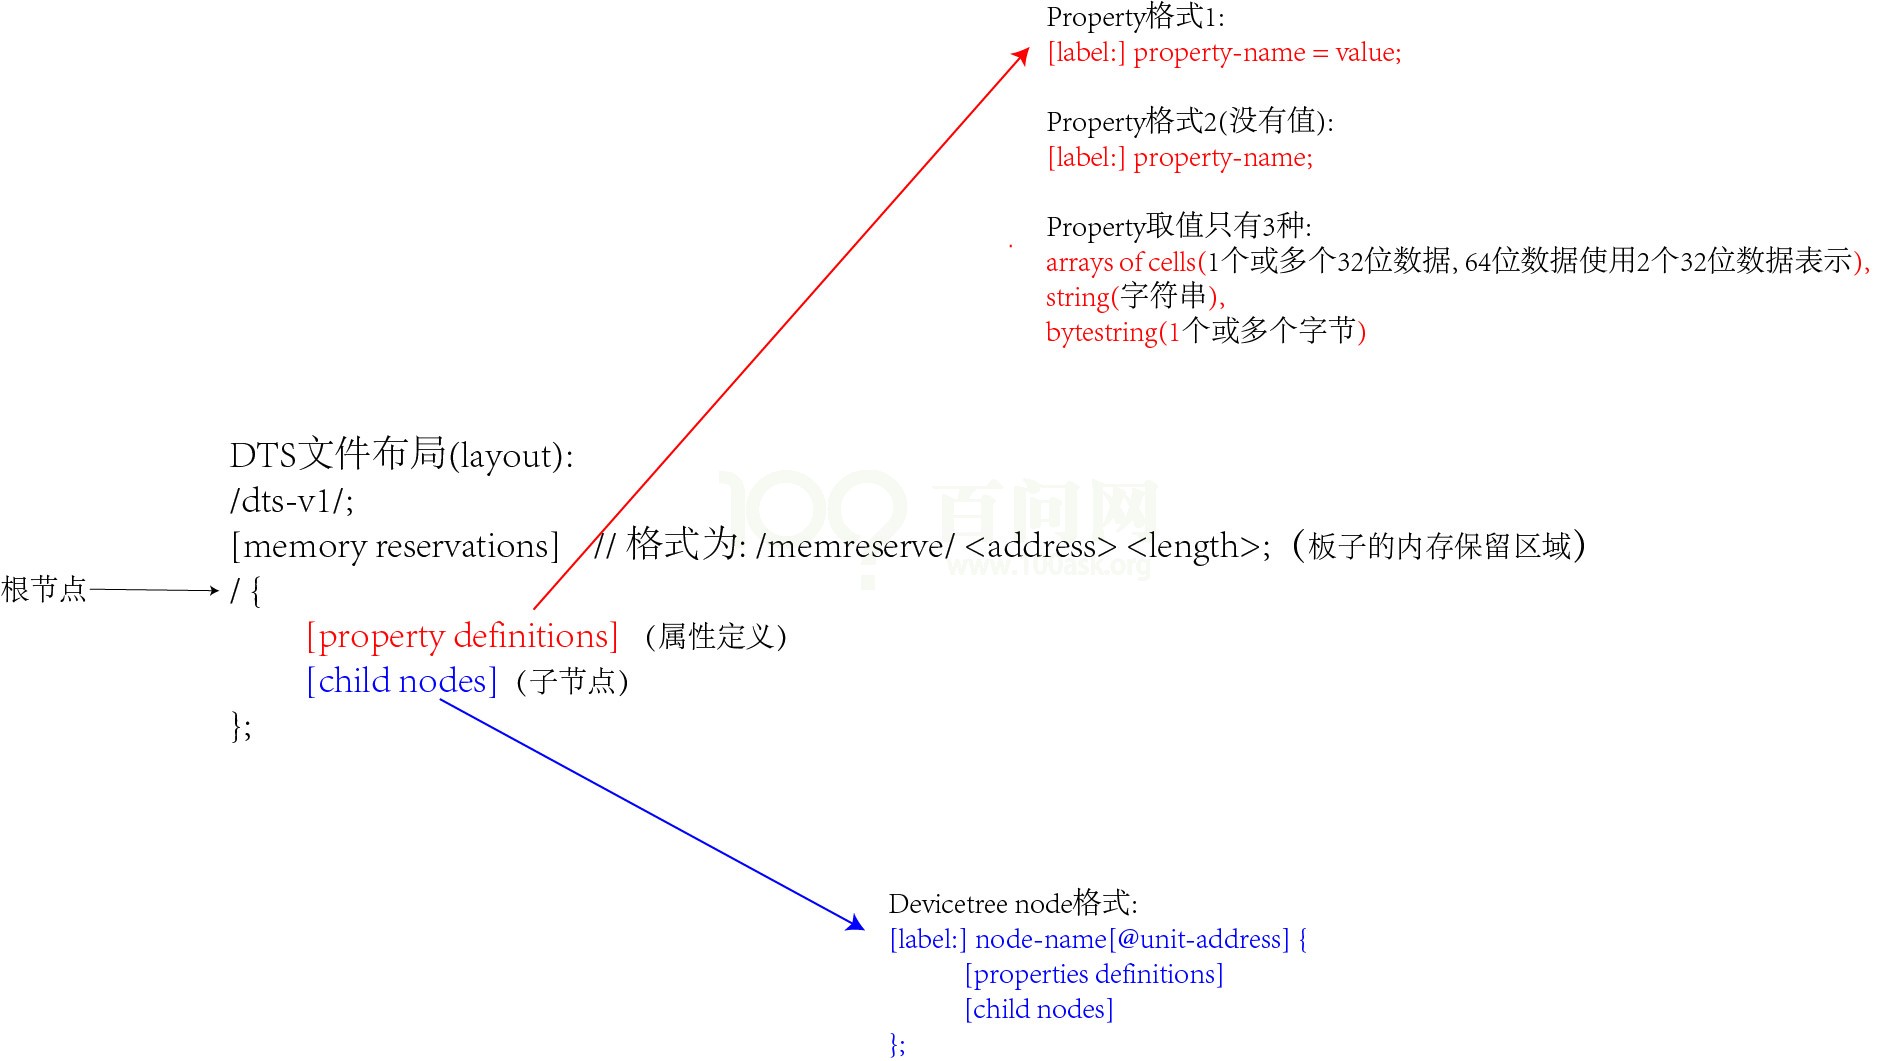 Property格式1:
[label:] property-name = value;
Property格式2(没有值):
[label:] property-name;
Property取值只有3种:
arrays of cells(1个或多个32位数据, 64位数据使用2个32位数据表示),
string(字符串),
bytestring(1个或多个字节)
DTS文件布局(layout):
/dts-v1/;
[memory reservations] // 格式为: /memreserve/ <address> <length>;（板子的内存保留区域）
根节点
/ {
[property definitions]（属性定义）
[child nodes]（子节点）
};
100? 百问网
www.100ask.org
Devicetree node格式:
[label:] node-name[@unit-address] {
[properties definitions]
[child nodes]
};